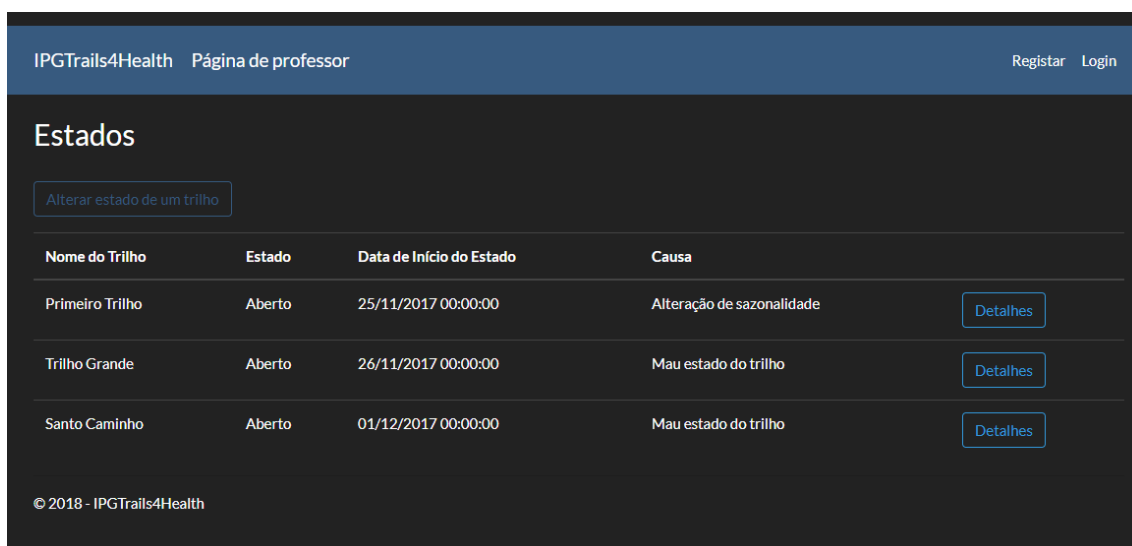 IPGTrails4Health Página de professor Registar Login
Estados
Alterar estado de um trilho
Nome do Trilho Estado Data de Início do Estado Causa
Primeiro Trilho Aberto 25/11/2017 00:00:00 Alteração de sazonalidade Detalhes
Trilho Grande Aberto 26/11/2017 00:00:00 Mau estado do trilho Detalhes
Santo Caminho Aberto 01/12/2017 00:00:00 Mau estado do trilho Detalhes
© 2018 - IPGTrails4Health